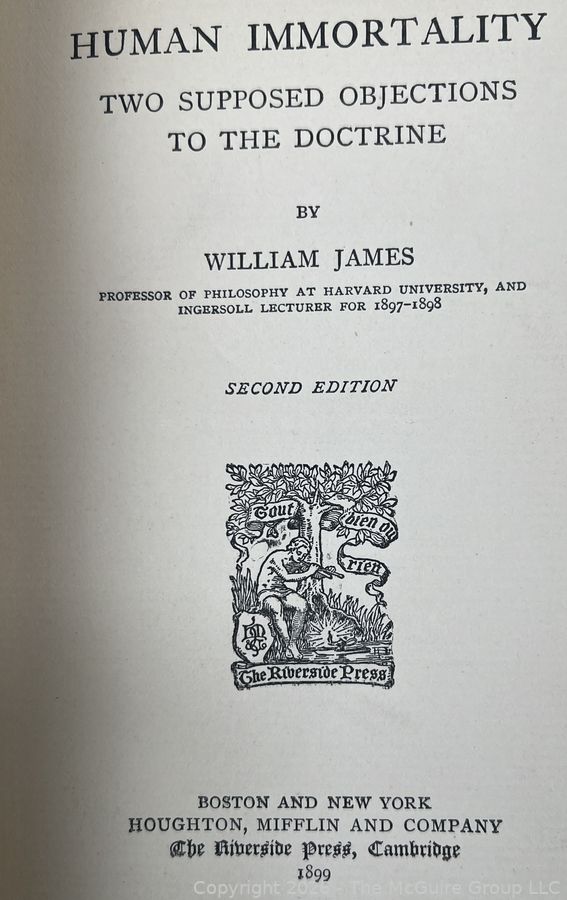 HUMAN IMMORTALITY
TWO SUPPOSED OBJECTIONS
TO THE DOCTRINE
BY
WILLIAM JAMES
PROFESSOR OF PHILOSOPHY AT HARVARD UNIVERSITY, AND
INGERSOLL LECTURER FOR 1897–1898
SECOND EDITION
Tout
bien ou
rien
The Riverside Press
BOSTON AND NEW YORK
HOUGHTON, MIFFLIN AND COMPANY
The Riverside Press, Cambridge
1899
The McGuire Group LLC